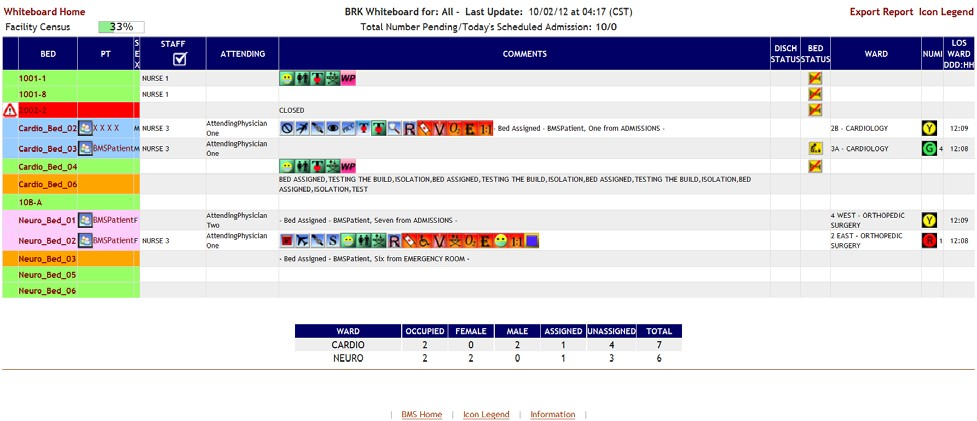 Whiteboard Home BRK Whiteboard for: All - Last Update: 10/02/12 at 04:17 (CST) Export Report Icon Legend
Facility Census 33% Total Number Pending/Today's Scheduled Admission: 10/0
BED PT SEX STAFF ATTENDING COMMENTS DISCH STATUS BED STATUS WARD NUMI LOS WARD DDD:HH
1001-1 NURSE 1 WP
1001-8 NURSE 1
CLOSED
Cardio_Bed_02 X X X X M NURSE 3 AttendingPhysician One R V O2 E 11 Bed Assigned - BMSPatient, One from ADMISSIONS - 2B - CARDIOLOGY Y 12:09
Cardio_Bed_03 BMSPatient M NURSE 3 AttendingPhysician One 3A - CARDIOLOGY G 4 12:08
Cardio_Bed_04 WP
Cardio_Bed_06 BED ASSIGNED, TESTING THE BUILD,ISOLATION,BED ASSIGNED,TESTING THE BUILD,ISOLATION,BED ASSIGNED,TESTING THE BUILD,ISOLATION,BED
ASSIGNED,ISOLATION,TEST
10B-A
Neuro_Bed_01 BMSPatient F AttendingPhysician Two - Bed Assigned - BMSPatient, Seven from ADMISSIONS - 4 WEST - ORTHOPEDIC SURGERY Y 12:09
Neuro_Bed_02 BMSPatient F NURSE 3 AttendingPhysician One S R V O2 E 11 2 EAST - ORTHOPEDIC SURGERY R 1 12:08
Neuro_Bed_03 - Bed Assigned - BMSPatient, Six from EMERGENCY ROOM -
Neuro_Bed_05
Neuro_Bed_06
WARD OCCUPIED FEMALE MALE ASSIGNED UNASSIGNED TOTAL
CARDIO 2 0 2 1 4 7
NEURO 2 2 0 1 3 6
| BMS Home | Icon Legend | Information |